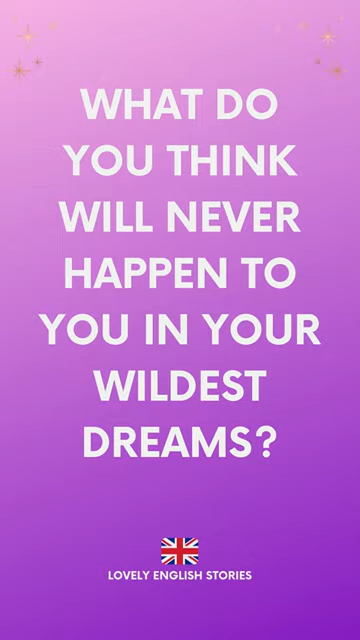 WHAT DO
YOU THINK
WILL NEVER
HAPPEN TO
YOU IN YOUR
WILDEST
DREAMS?
LOVELY ENGLISH STORIES